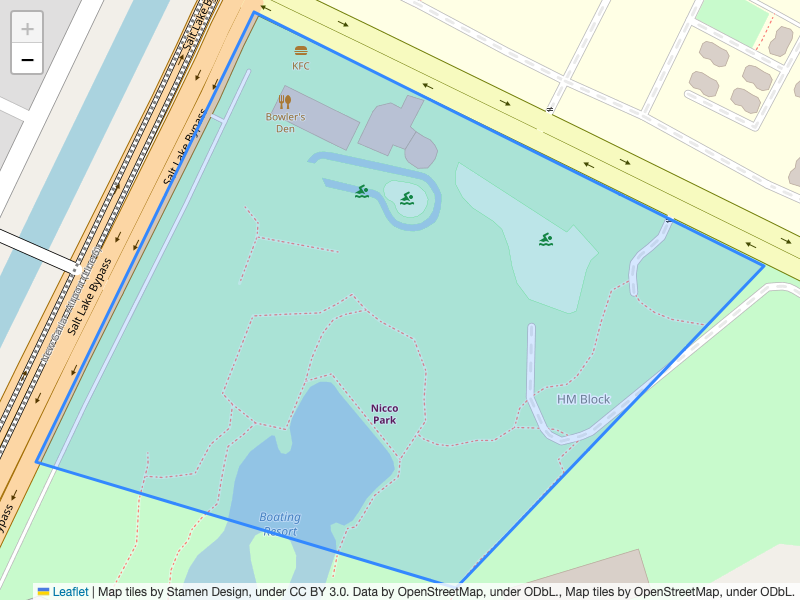 +
−
Salt Lake B
KFC
Bowler's
Den
Salt Lake Bypass
Salt Lake Bypass
Nicco
Park
HM Block
Boating
Resort
ypass
Leaflet | Map tiles by Stamen Design, under CC BY 3.0. Data by OpenStreetMap, under ODbL., Map tiles by OpenStreetMap, under ODbL.